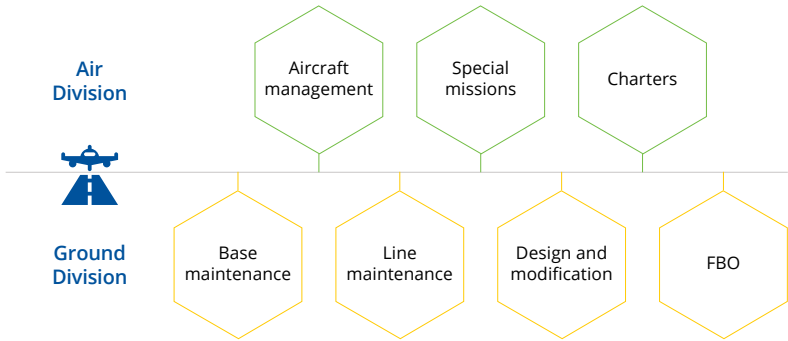 Air
Division
Aircraft
management
Special
missions
Charters
Ground
Division
Base
maintenance
Line
maintenance
Design and
modification
FBO